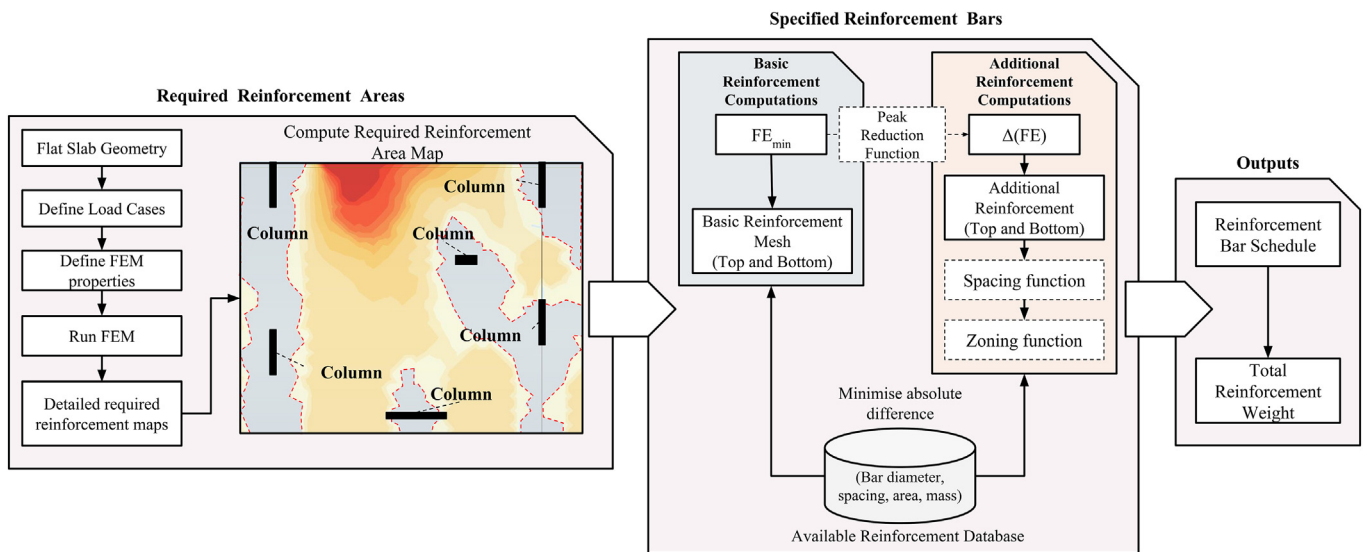 Required Reinforcement Areas
Flat Slab Geometry
Define Load Cases
Define FEM
properties
Run FEM
Detailed required
reinforcement maps
Compute Required Reinforcement
Area Map
Column
Column
Column
Column
Column
Column
Specified Reinforcement Bars
Basic
Reinforcement
Computations
FEmin
Basic Reinforcement
Mesh
(Top and Bottom)
Peak
Reduction
Function
Additional
Reinforcement
Computations
Δ(FE)
Additional
Reinforcement
(Top and Bottom)
Spacing function
Zoning function
Minimise absolute
difference
(Bar diameter,
spacing, area, mass)
Available Reinforcement Database
Outputs
Reinforcement
Bar Schedule
Total
Reinforcement
Weight